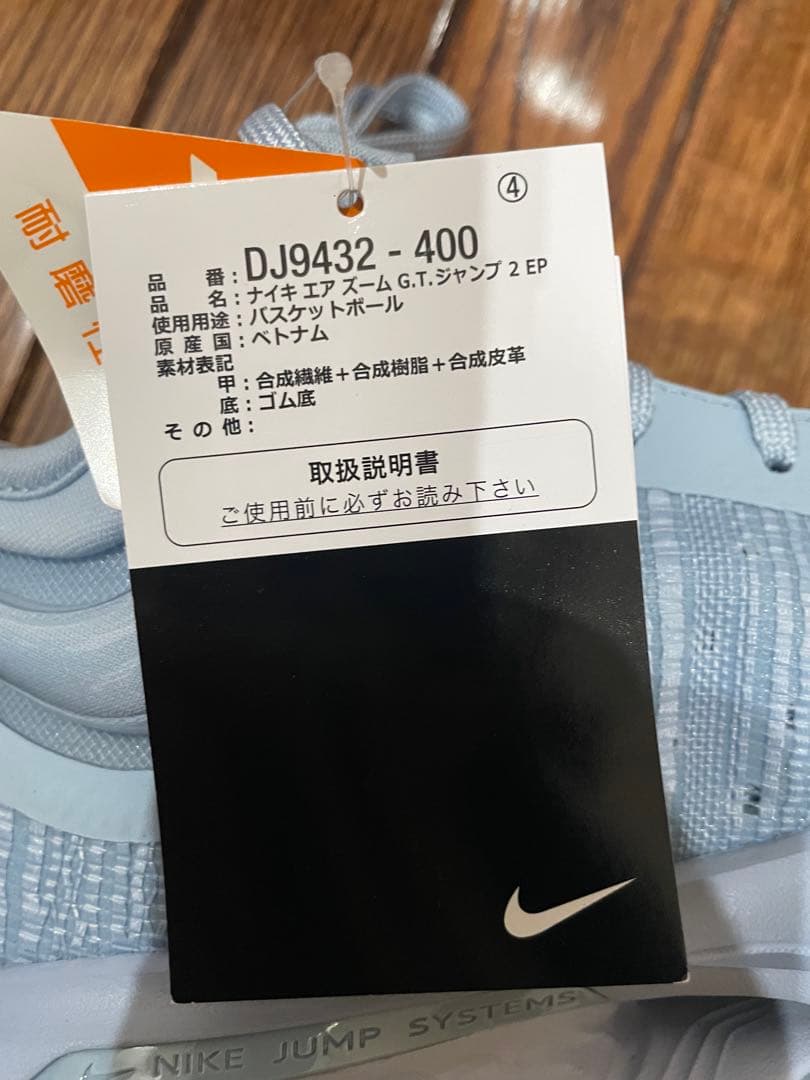 ④
品 番：DJ9432 - 400
品 名：ナイキ エア ズーム G.T.ジャンプ 2 EP
使用用途：バスケットボール
原 産 国：ベトナム
素材表記
甲：合成繊維＋合成樹脂＋合成皮革
底：ゴム底
そ の 他：
取扱説明書
ご使用前に必ずお読み下さい
耐磨性
NIKE JUMP SYSTEMS